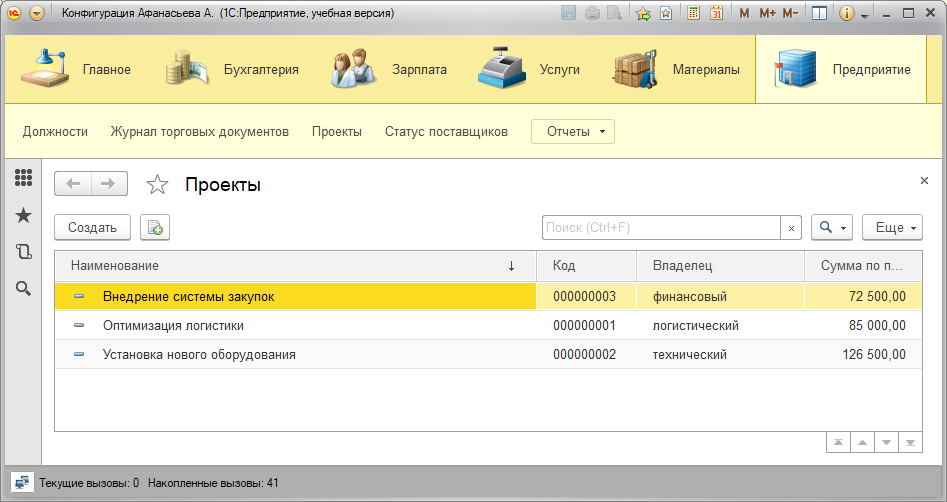 Конфигурация Афанасьева А. (1С:Предприятие, учебная версия)
31 M M+ M-
Главное Бухгалтерия Зарплата Услуги Материалы Предприятие
Должности Журнал торговых документов Проекты Статус поставщиков Отчеты
Проекты
Создать Поиск (Ctrl+F) Еще
Наименование Код Владелец Сумма по п...
Внедрение системы закупок 000000003 финансовый 72 500,00
Оптимизация логистики 000000001 логистический 85 000,00
Установка нового оборудования 000000002 технический 126 500,00
Текущие вызовы: 0 Накопленные вызовы: 41